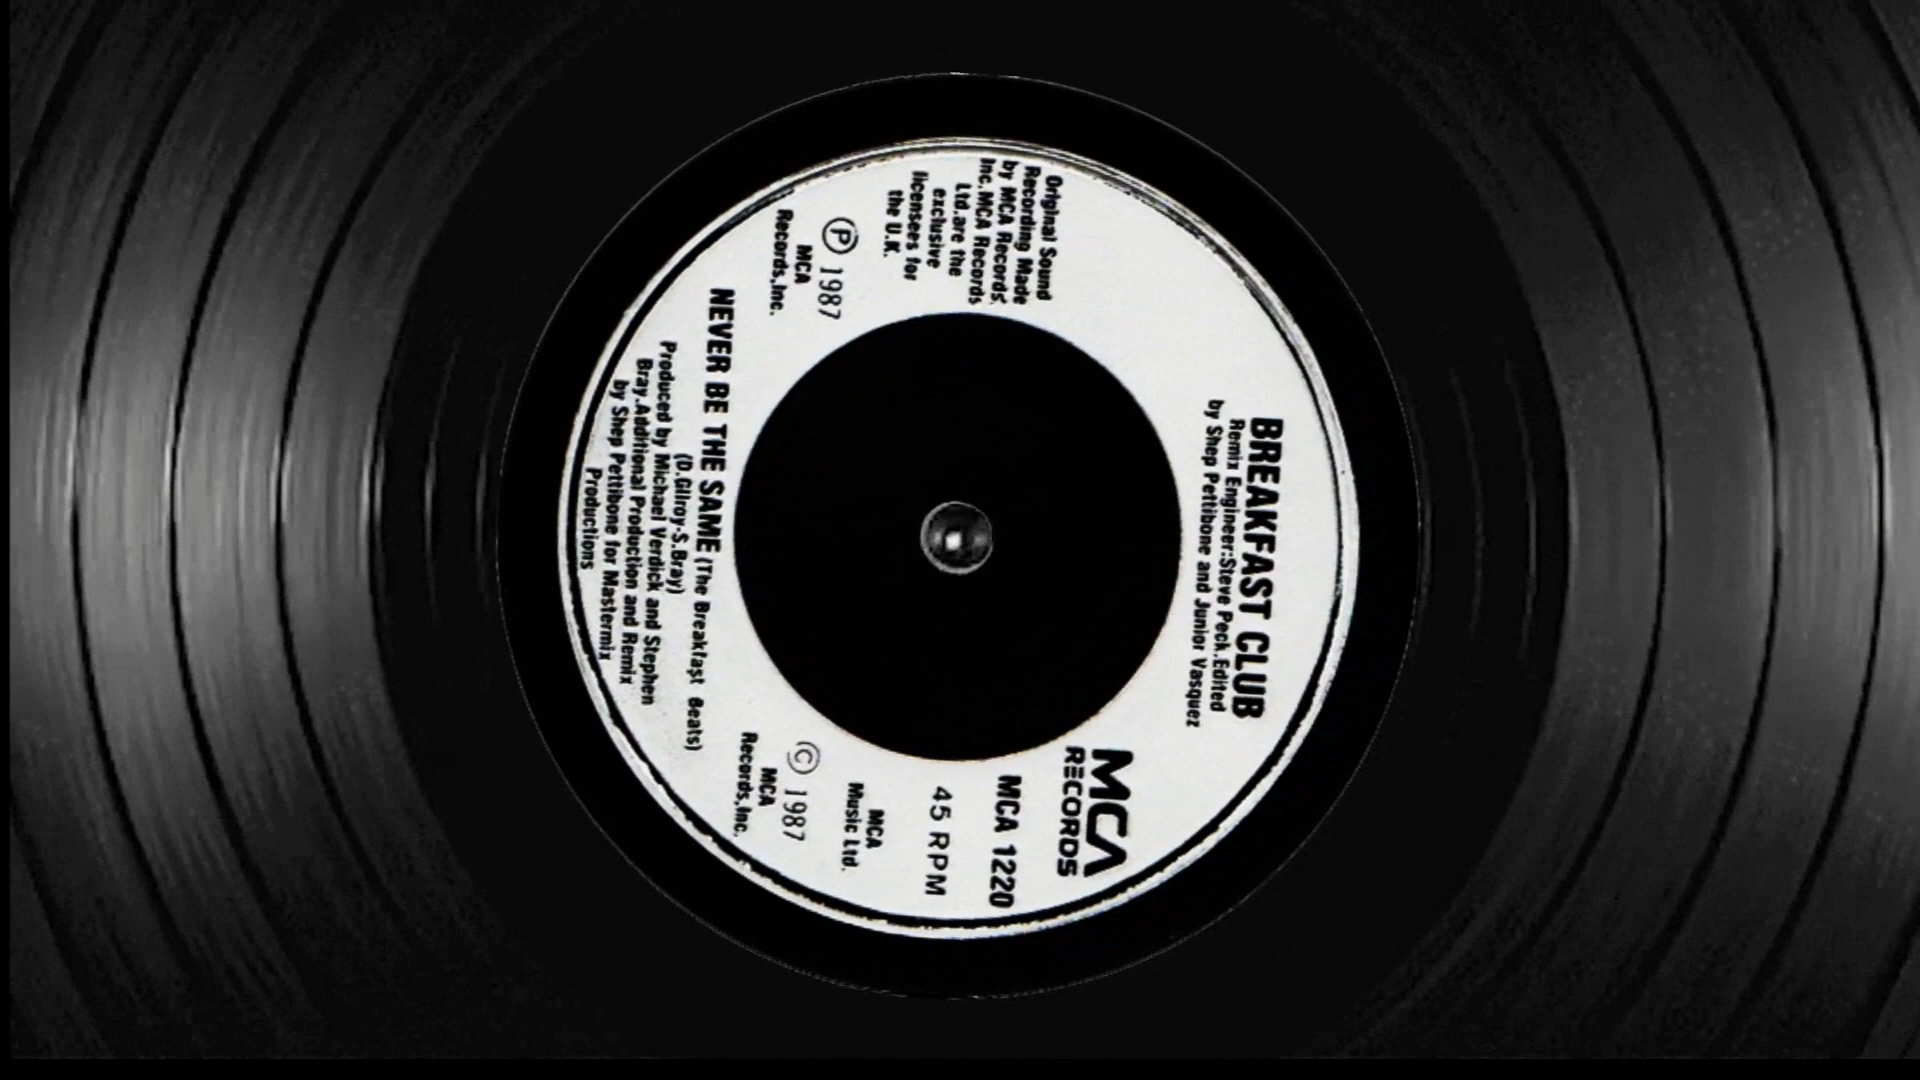 BREAKFAST CLUB
Remix Engineer:Steve Peck.Edited
by Shep Pettibone and Junior Vasquez
MCA
RECORDS
MCA 1220
45 RPM
MCA
Music Ltd.
Original Sound
Recording Made
by MCA Records,
Inc.MCA Records
Ltd.are the
exclusive
licensees for
the U.K.
Ⓟ 1987
MCA
Records,Inc.
© 1987
MCA
Records,Inc.
NEVER BE THE SAME (The Breakfast Beats)
(D.Gilroy-S.Bray)
Produced by Michael Verdick and Stephen
Bray.Additional Production and Remix
by Shep Pettibone for Mastermix
Productions